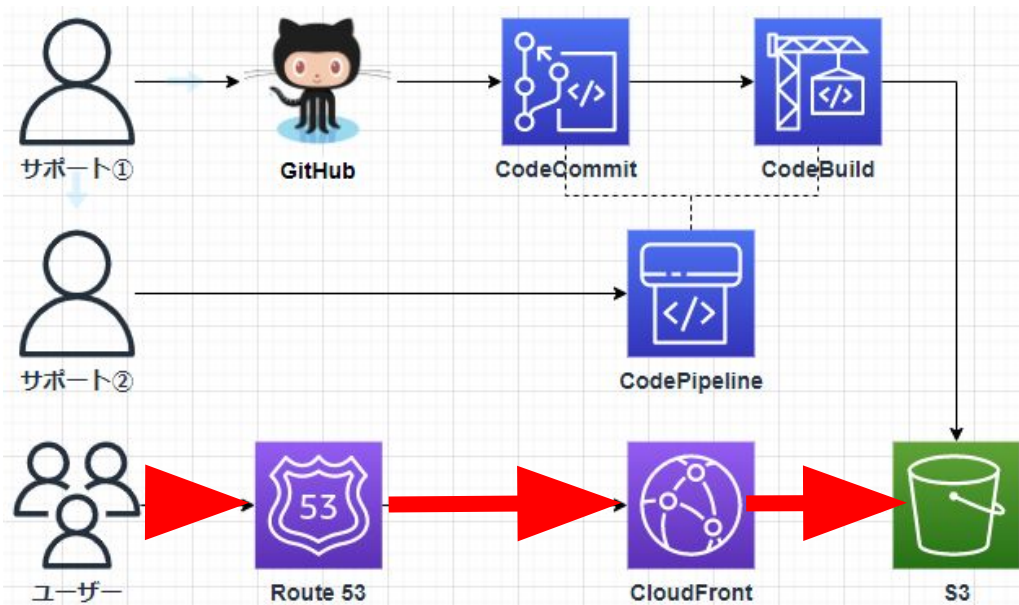 サポート①
GitHub
CodeCommit
CodeBuild
サポート②
CodePipeline
ユーザー
53
Route 53
CloudFront
S3